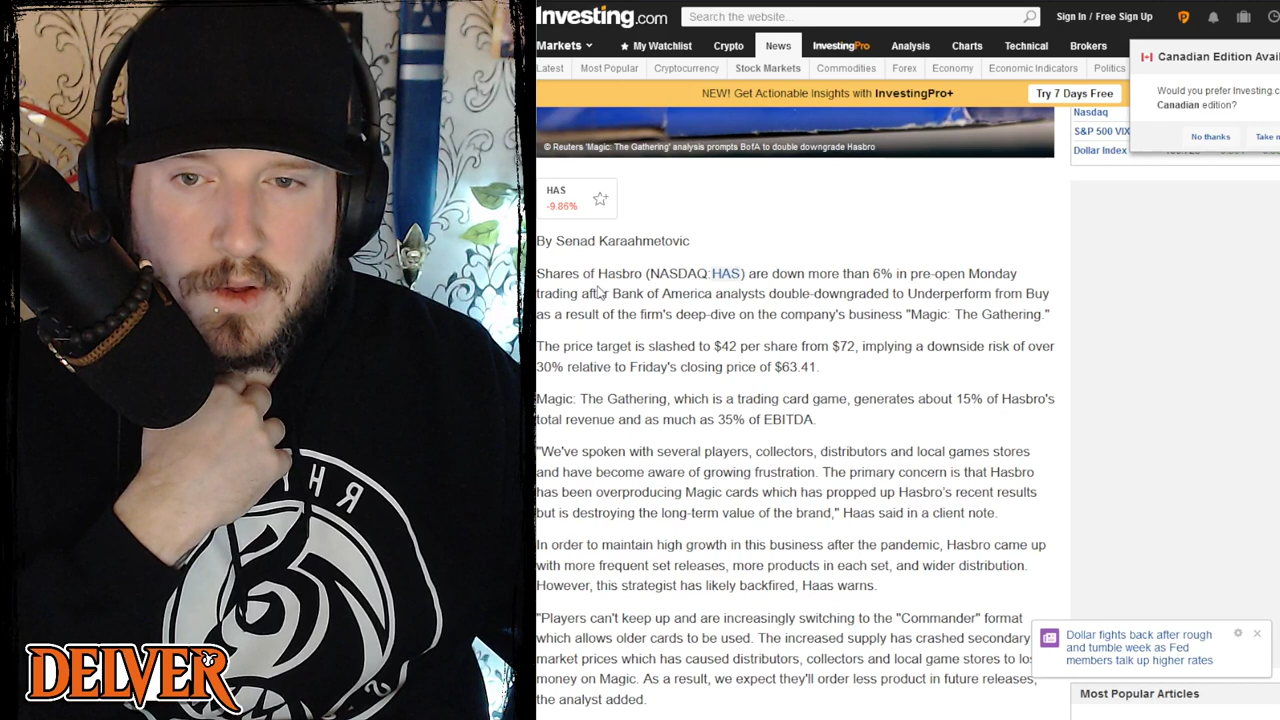 Investing.com
Search the website...
Sign In / Free Sign Up
Markets
My Watchlist
Crypto
News
InvestingPro
Analysis
Charts
Technical
Brokers
Latest
Most Popular
Cryptocurrency
Stock Markets
Commodities
Forex
Economy
Economic Indicators
Politics
Canadian Edition Avai
Would you prefer Investing.c
Canadian edition?
No thanks
Take m
NEW! Get Actionable Insights with InvestingPro+
Try 7 Days Free
Nasdaq
S&P 500 VIX
Dollar Index
© Reuters 'Magic: The Gathering' analysis prompts BofA to double downgrade Hasbro
HAS
-9.86%
By Senad Karaahmetovic
Shares of Hasbro (NASDAQ:HAS) are down more than 6% in pre-open Monday
trading after Bank of America analysts double-downgraded to Underperform from Buy
as a result of the firm's deep-dive on the company's business "Magic: The Gathering."
The price target is slashed to $42 per share from $72, implying a downside risk of over
30% relative to Friday's closing price of $63.41.
Magic: The Gathering, which is a trading card game, generates about 15% of Hasbro's
total revenue and as much as 35% of EBITDA.
"We've spoken with several players, collectors, distributors and local games stores
and have become aware of growing frustration. The primary concern is that Hasbro
has been overproducing Magic cards which has propped up Hasbro's recent results
but is destroying the long-term value of the brand," Haas said in a client note.
In order to maintain high growth in this business after the pandemic, Hasbro came up
with more frequent set releases, more products in each set, and wider distribution.
However, this strategist has likely backfired, Haas warns.
"Players can't keep up and are increasingly switching to the "Commander" format
which allows older cards to be used. The increased supply has crashed secondary
market prices which has caused distributors, collectors and local game stores to los
money on Magic. As a result, we expect they'll order less product in future releases,
the analyst added.
Dollar fights back after rough
and tumble week as Fed
members talk up higher rates
Most Popular Articles
DELVER